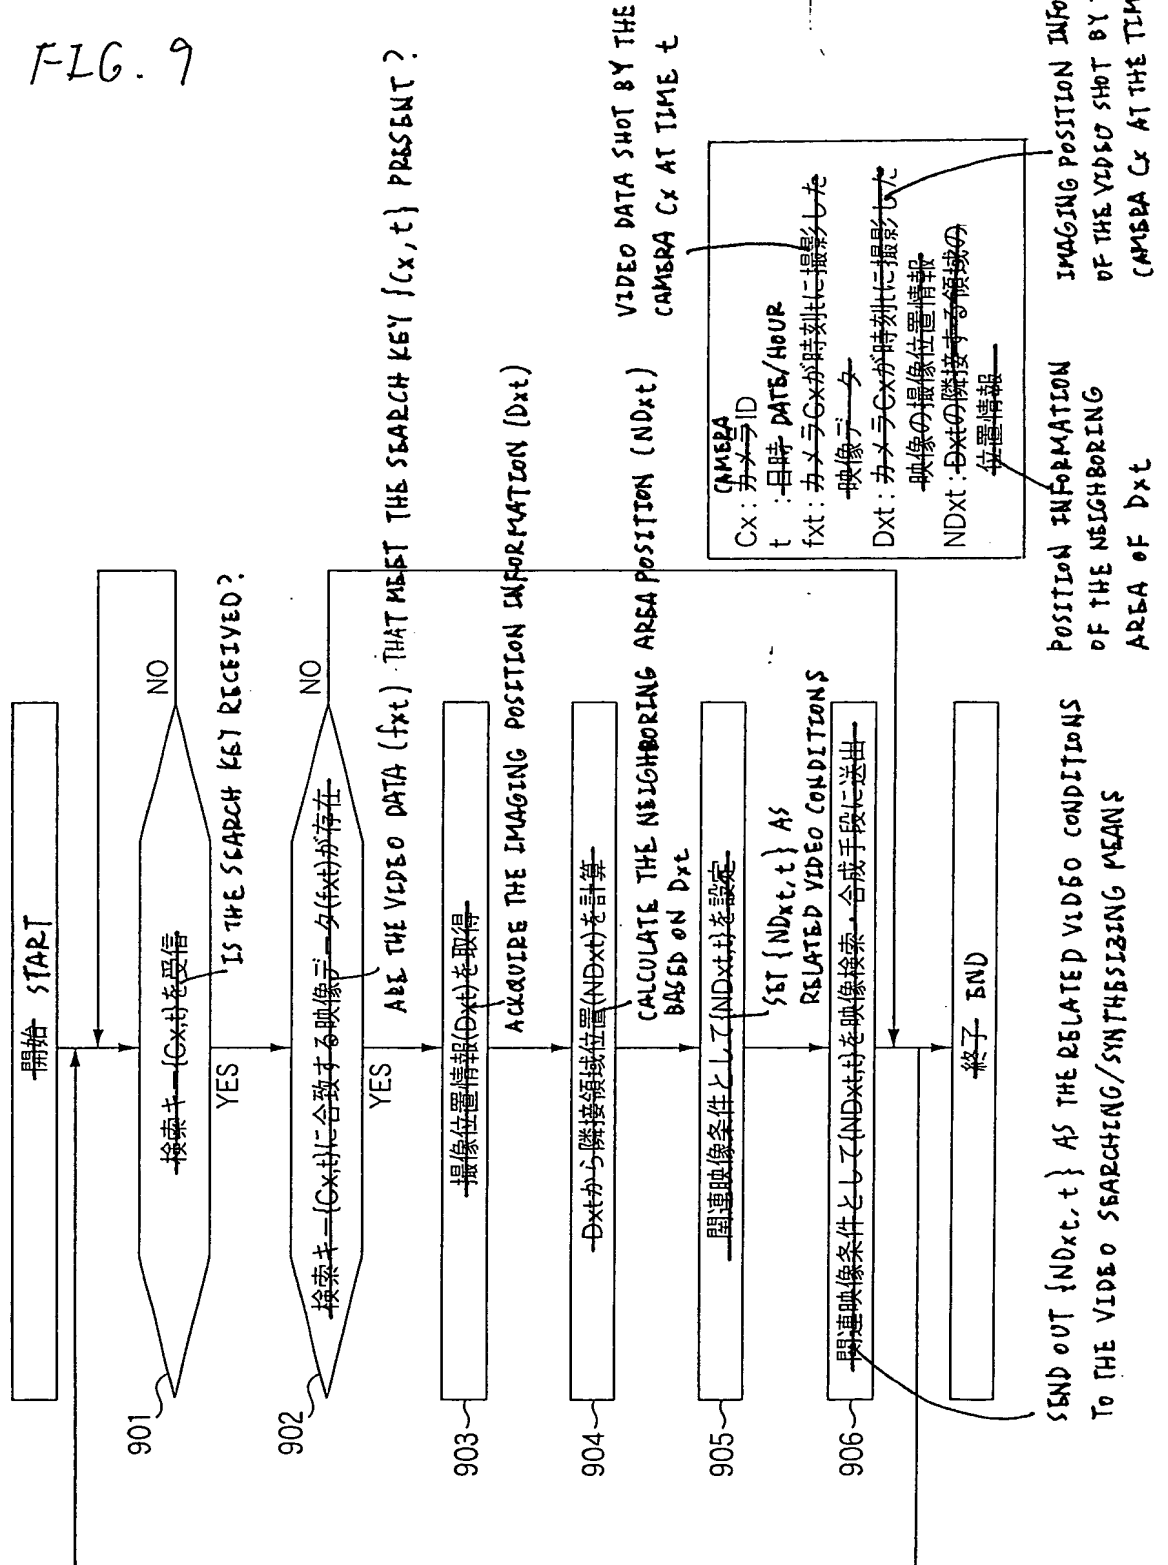 FIG. 9
開始 START
901
検索キー{Cx,t}を受信
IS THE SEARCH KEY RECEIVED?
NO
YES
902
検索キー{Cx,t}に合致する映像データ(fxt)が存在
ARE THE VIDEO DATA (fxt) THAT MEET THE SEARCH KEY {Cx, t} PRESENT?
NO
YES
903
撮像位置情報(Dxt)を取得
ACKQUIRE THE IMAGING POSITION INFORMATION (Dxt)
904
Dxtから隣接領域位置(NDxt)を計算
CALCULATE THE NEIGHBORING AREA POSITION (NDxt)
BASED ON Dxt
905
関連映像条件として{NDxt,t}を設定
SET {NDxt, t} AS
RELATED VIDEO CONDITIONS
906
関連映像条件として{NDxt,t}を映像検索・合成手段に送出
SEND OUT {NDxt, t} AS THE RELATED VIDEO CONDITIONS
TO THE VIDEO SEARCHING/SYNTHESIZING MEANS
終了 END
VIDEO DATA SHOT BY THE
CAMERA Cx AT TIME t
CAMERA
Cx : カメラID
t : 日時 DATE/HOUR
fxt : カメラCxが時刻tに撮影した
映像データ
Dxt : カメラCxが時刻tに撮影した
映像の撮像位置情報
NDxt : Dxtの隣接する領域の
位置情報
POSITION INFORMATION
OF THE NEIGHBORING
AREA OF Dxt
IMAGING POSITION
OF THE VIDEO SHOT BY
CAMERA Cx AT THE